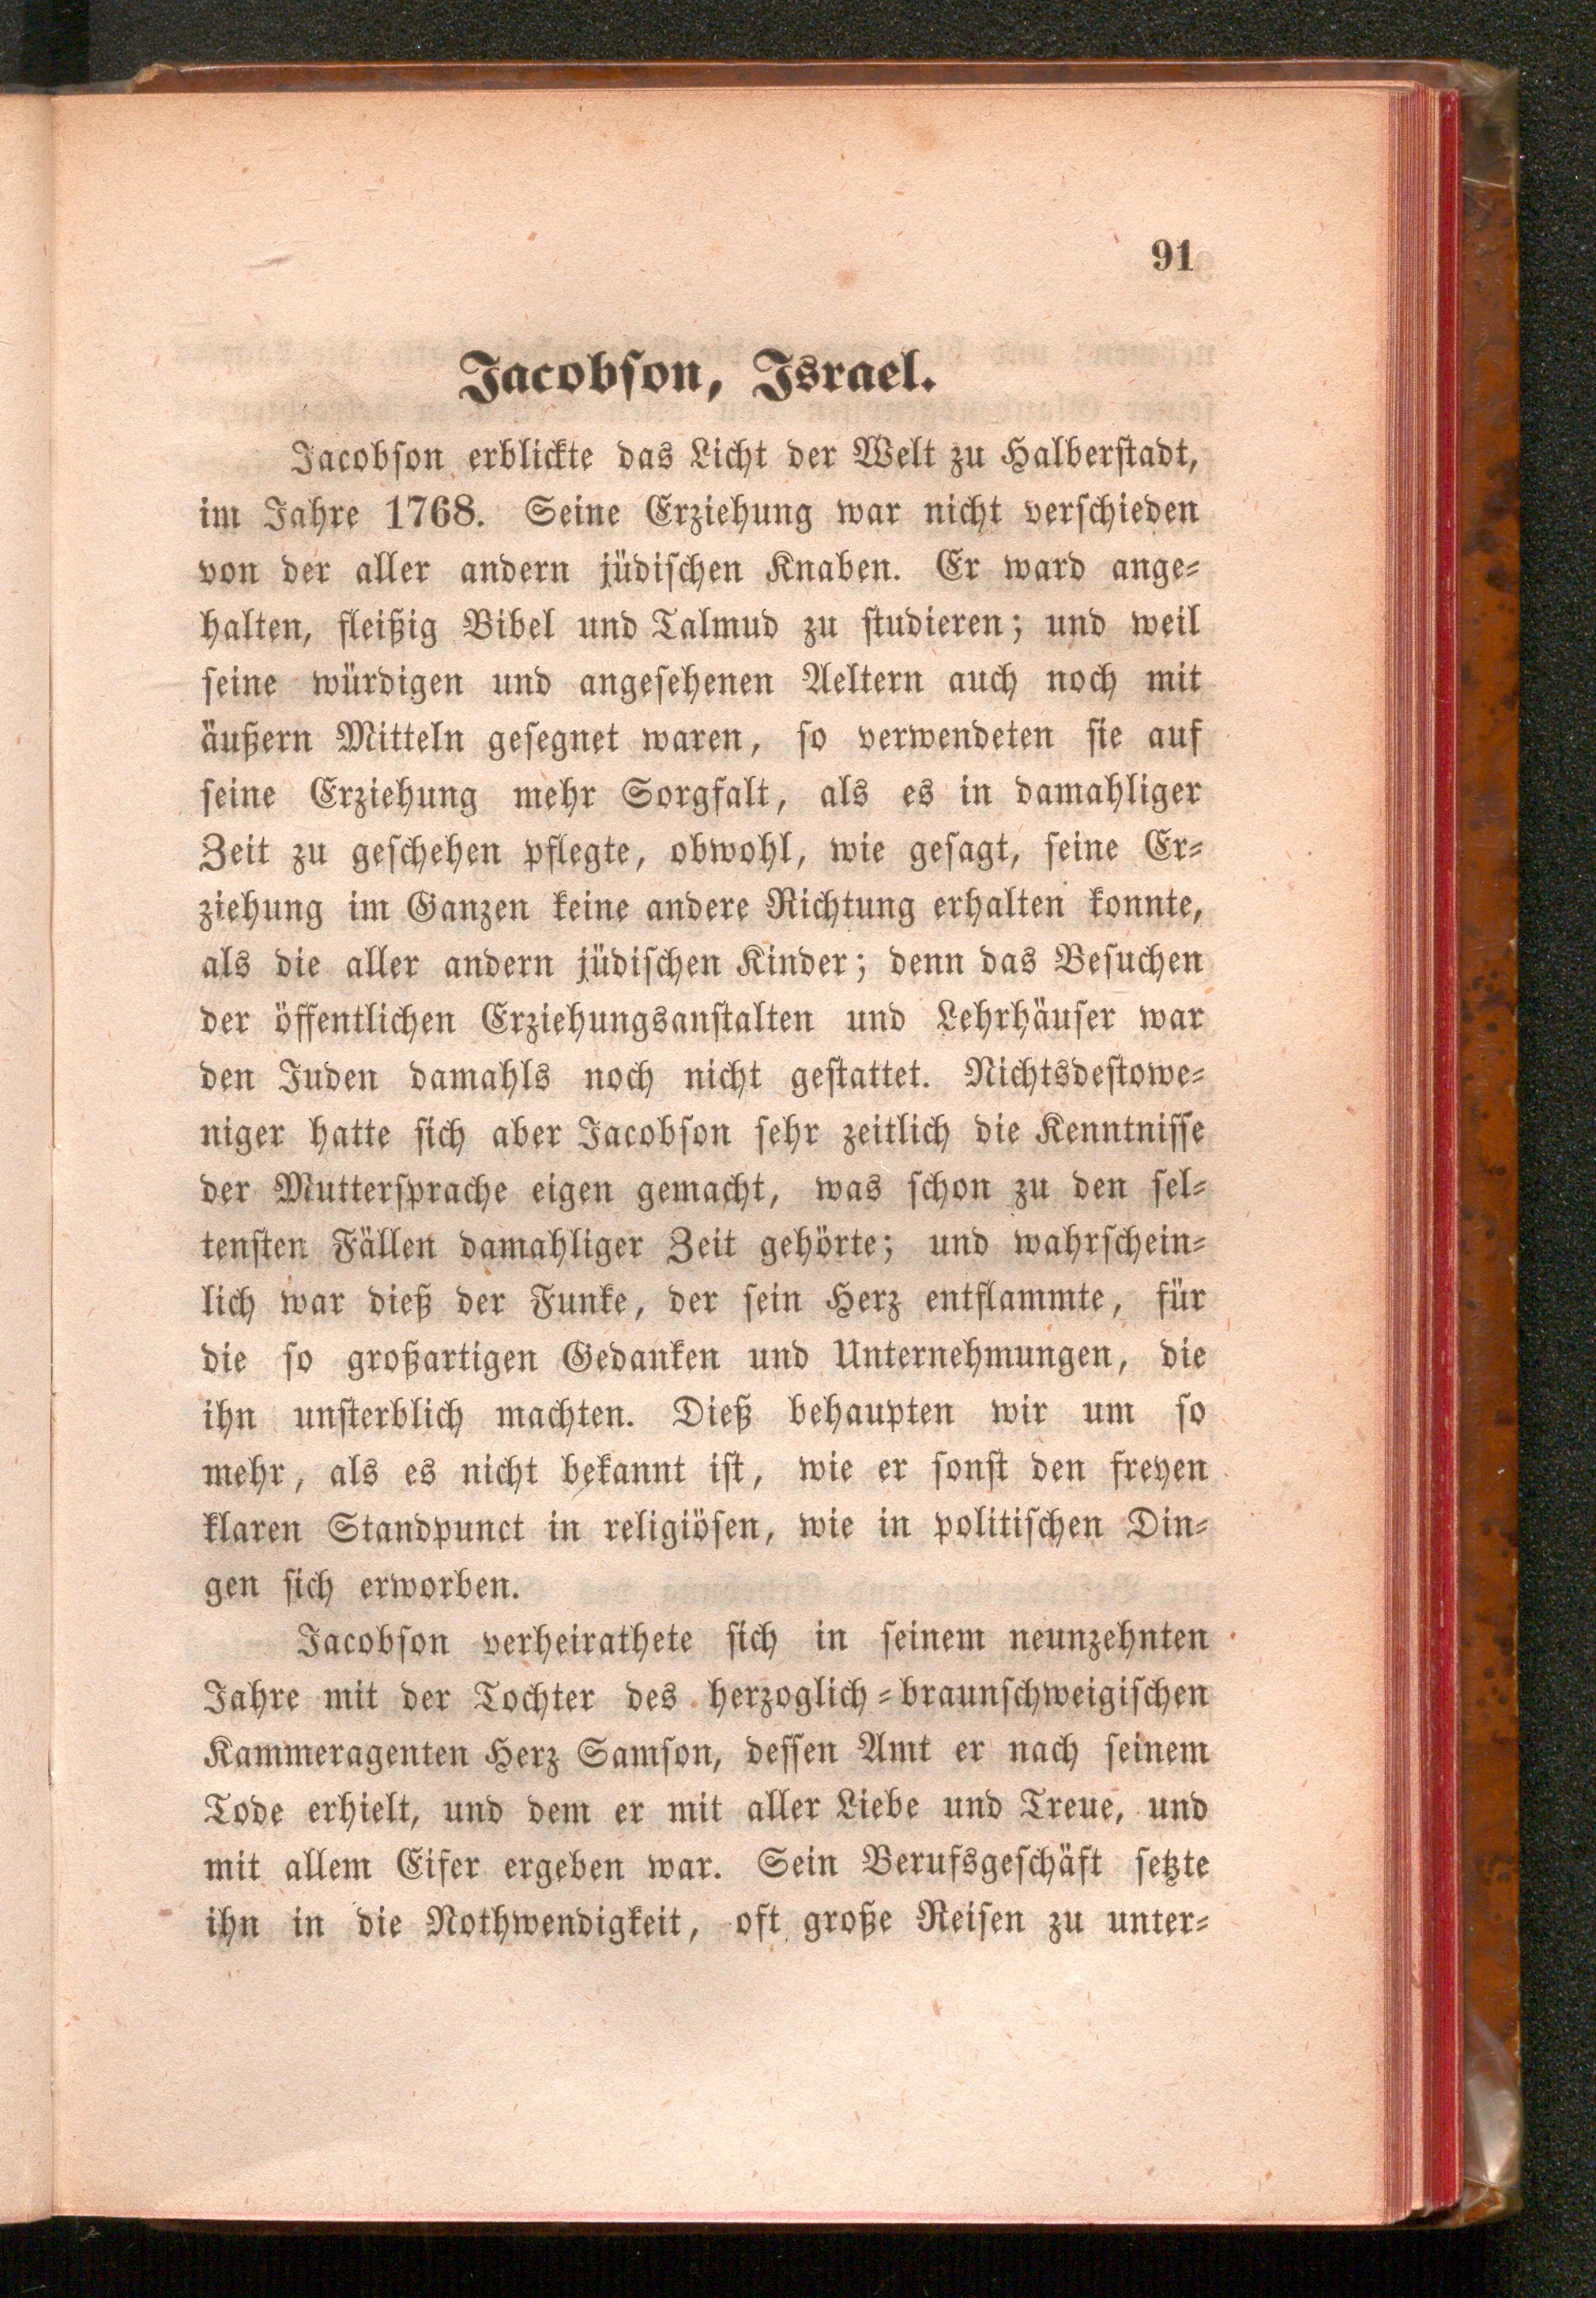 91
Jacobſon, Israel.
Jacobſon erblickte das Licht der Welt zu Halberſtadt,
im Jahre 1768. Seine Erziehung war nicht verſchieden
von der aller andern jüdiſchen Knaben. Er ward ange⸗
halten, fleißig Bibel und Talmud zu ſtudieren; und weil
ſeine würdigen und angeſehenen Aeltern auch noch mit
äußern Mitteln geſegnet waren, ſo verwendeten ſie auf
ſeine Erziehung mehr Sorgfalt, als es in damahliger
Zeit zu geſchehen pflegte, obwohl, wie geſagt, ſeine Er⸗
ziehung im Ganzen keine andere Richtung erhalten konnte,
als die aller andern jüdiſchen Kinder; denn das Beſuchen
der öffentlichen Erziehungsanſtalten und Lehrhäuſer war
den Juden damahls noch nicht geſtattet. Nichtsdeſtowe⸗
niger hatte ſich aber Jacobſon ſehr zeitlich die Kenntniſſe
der Mutterſprache eigen gemacht, was ſchon zu den ſel⸗
tenſten Fällen damahliger Zeit gehörte; und wahrſchein⸗
lich war dieß der Funke, der ſein Herz entflammte, für
die ſo großartigen Gedanken und Unternehmungen, die
ihn unſterblich machten. Dieß behaupten wir um ſo
mehr, als es nicht bekannt iſt, wie er ſonſt den freyen
klaren Standpunct in religiöſen, wie in politiſchen Din⸗
gen ſich erworben.
Jacobſon verheirathete ſich in ſeinem neunzehnten
Jahre mit der Tochter des herzoglich⸗braunſchweigiſchen
Kammeragenten Herz Samſon, deſſen Amt er nach ſeinem
Tode erhielt, und dem er mit aller Liebe und Treue, und
mit allem Eifer ergeben war. Sein Berufsgeſchäft ſetzte
ihn in die Nothwendigkeit, oft große Reiſen zu unter⸗